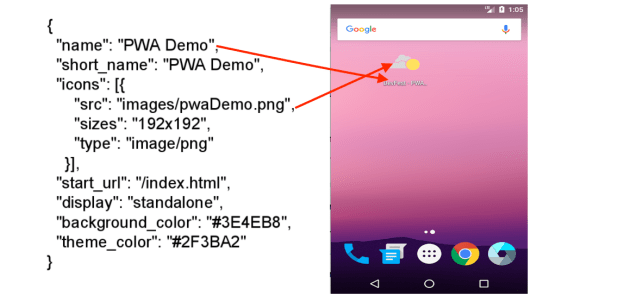 {
"name": "PWA Demo",
"short_name": "PWA Demo",
"icons": [{
"src": "images/pwaDemo.png",
"sizes": "192x192",
"type": "image/png"
}],
"start_url": "/index.html",
"display": "standalone",
"background_color": "#3E4EB8",
"theme_color": "#2F3BA2"
}
1:05
Google
PWA